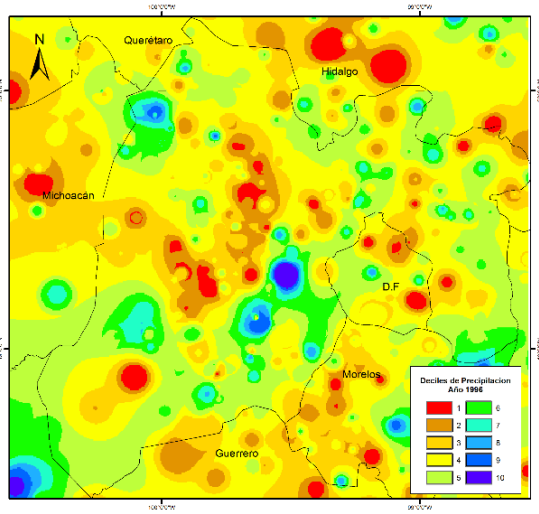 N
Querétaro
Hidalgo
Michoacán
D.F
Morelos
Guerrero
Deciles de Precipitacion
Año 1996
1 6
2 7
3 8
4 9
5 10